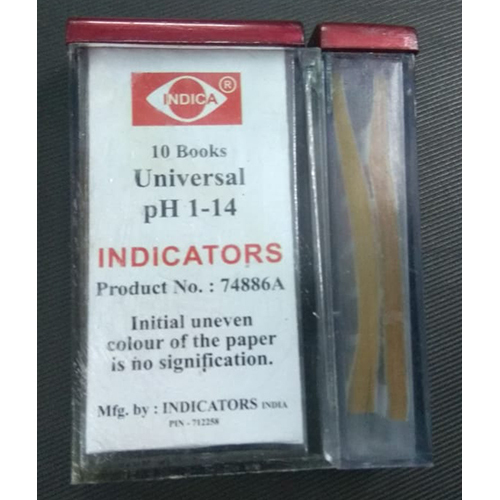 INDICA ®
10 Books
Universal
pH 1-14
INDICATORS
Product No. : 74886A
Initial uneven
colour of the paper
is no signification.
Mfg. by : INDICATORS INDIA
PIN - 712258